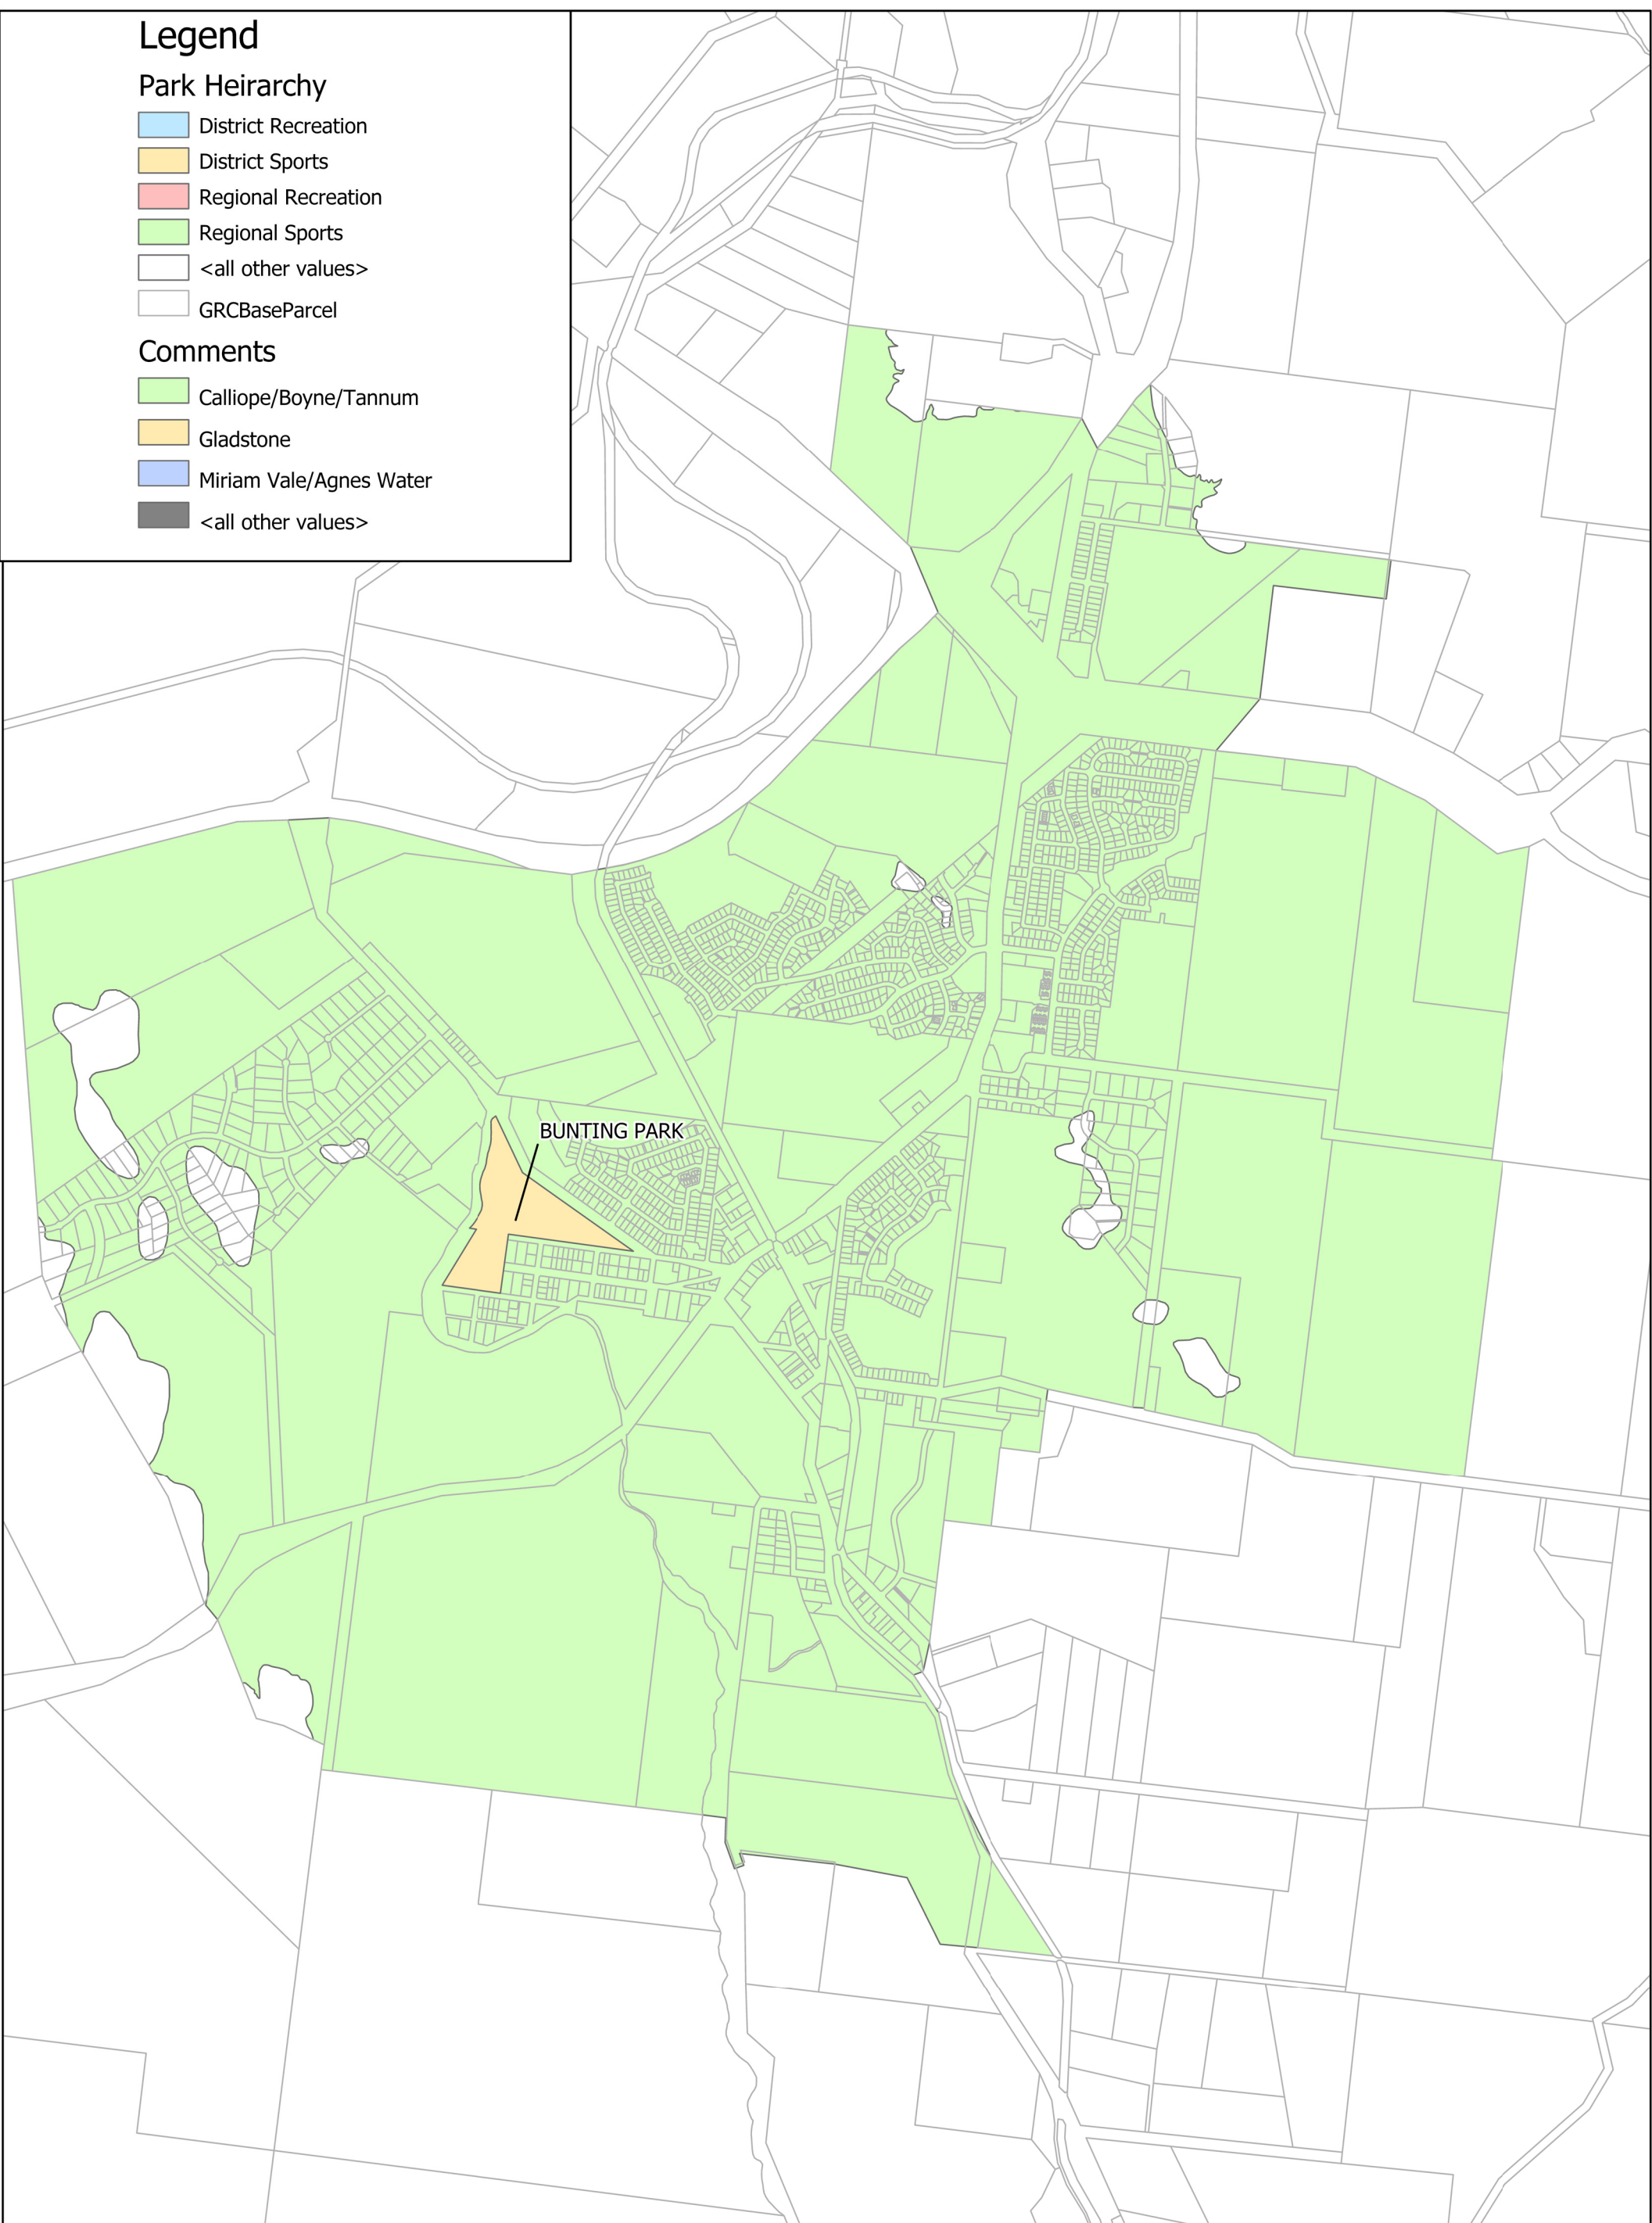 Legend
Park Heirarchy
District Recreation
District Sports
Regional Recreation
Regional Sports
<all other values>
GRCBaseParcel
Comments
Calliope/Boyne/Tannum
Gladstone
Miriam Vale/Agnes Water
<all other values>
BUNTING PARK